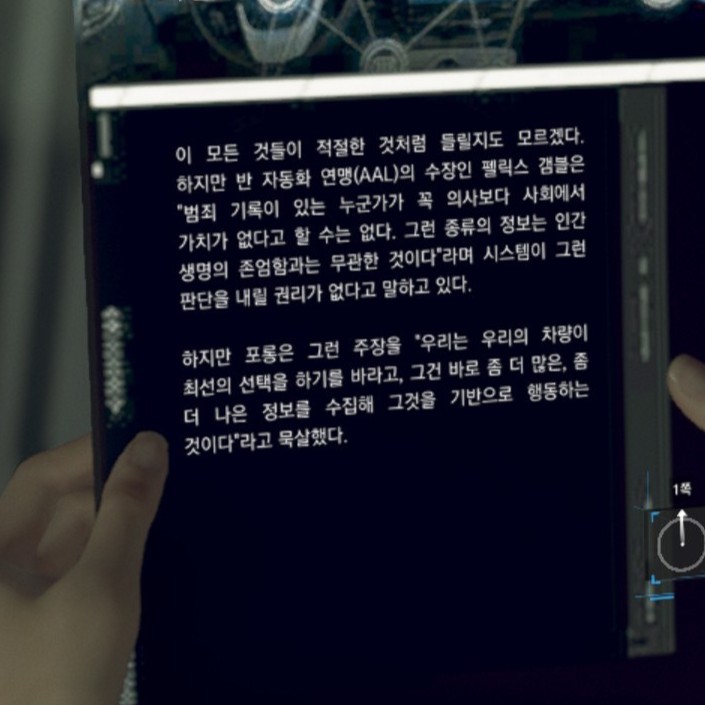 이 모든 것들이 적절한 것처럼 들릴지도 모르겠다.
하지만 반 자동화 연맹(AAL)의 수장인 펠릭스 갬블은
"범죄 기록이 있는 누군가가 꼭 의사보다 사회에서
가치가 없다고 할 수는 없다. 그런 종류의 정보는 인간
생명의 존엄함과는 무관한 것이다"라며 시스템이 그런
판단을 내릴 권리가 없다고 말하고 있다.
하지만 포롱은 그런 주장을 "우리는 우리의 차량이
최선의 선택을 하기를 바라고, 그건 바로 좀 더 많은, 좀
더 나은 정보를 수집해 그것을 기반으로 행동하는
것이다"라고 묵살했다.
1쪽